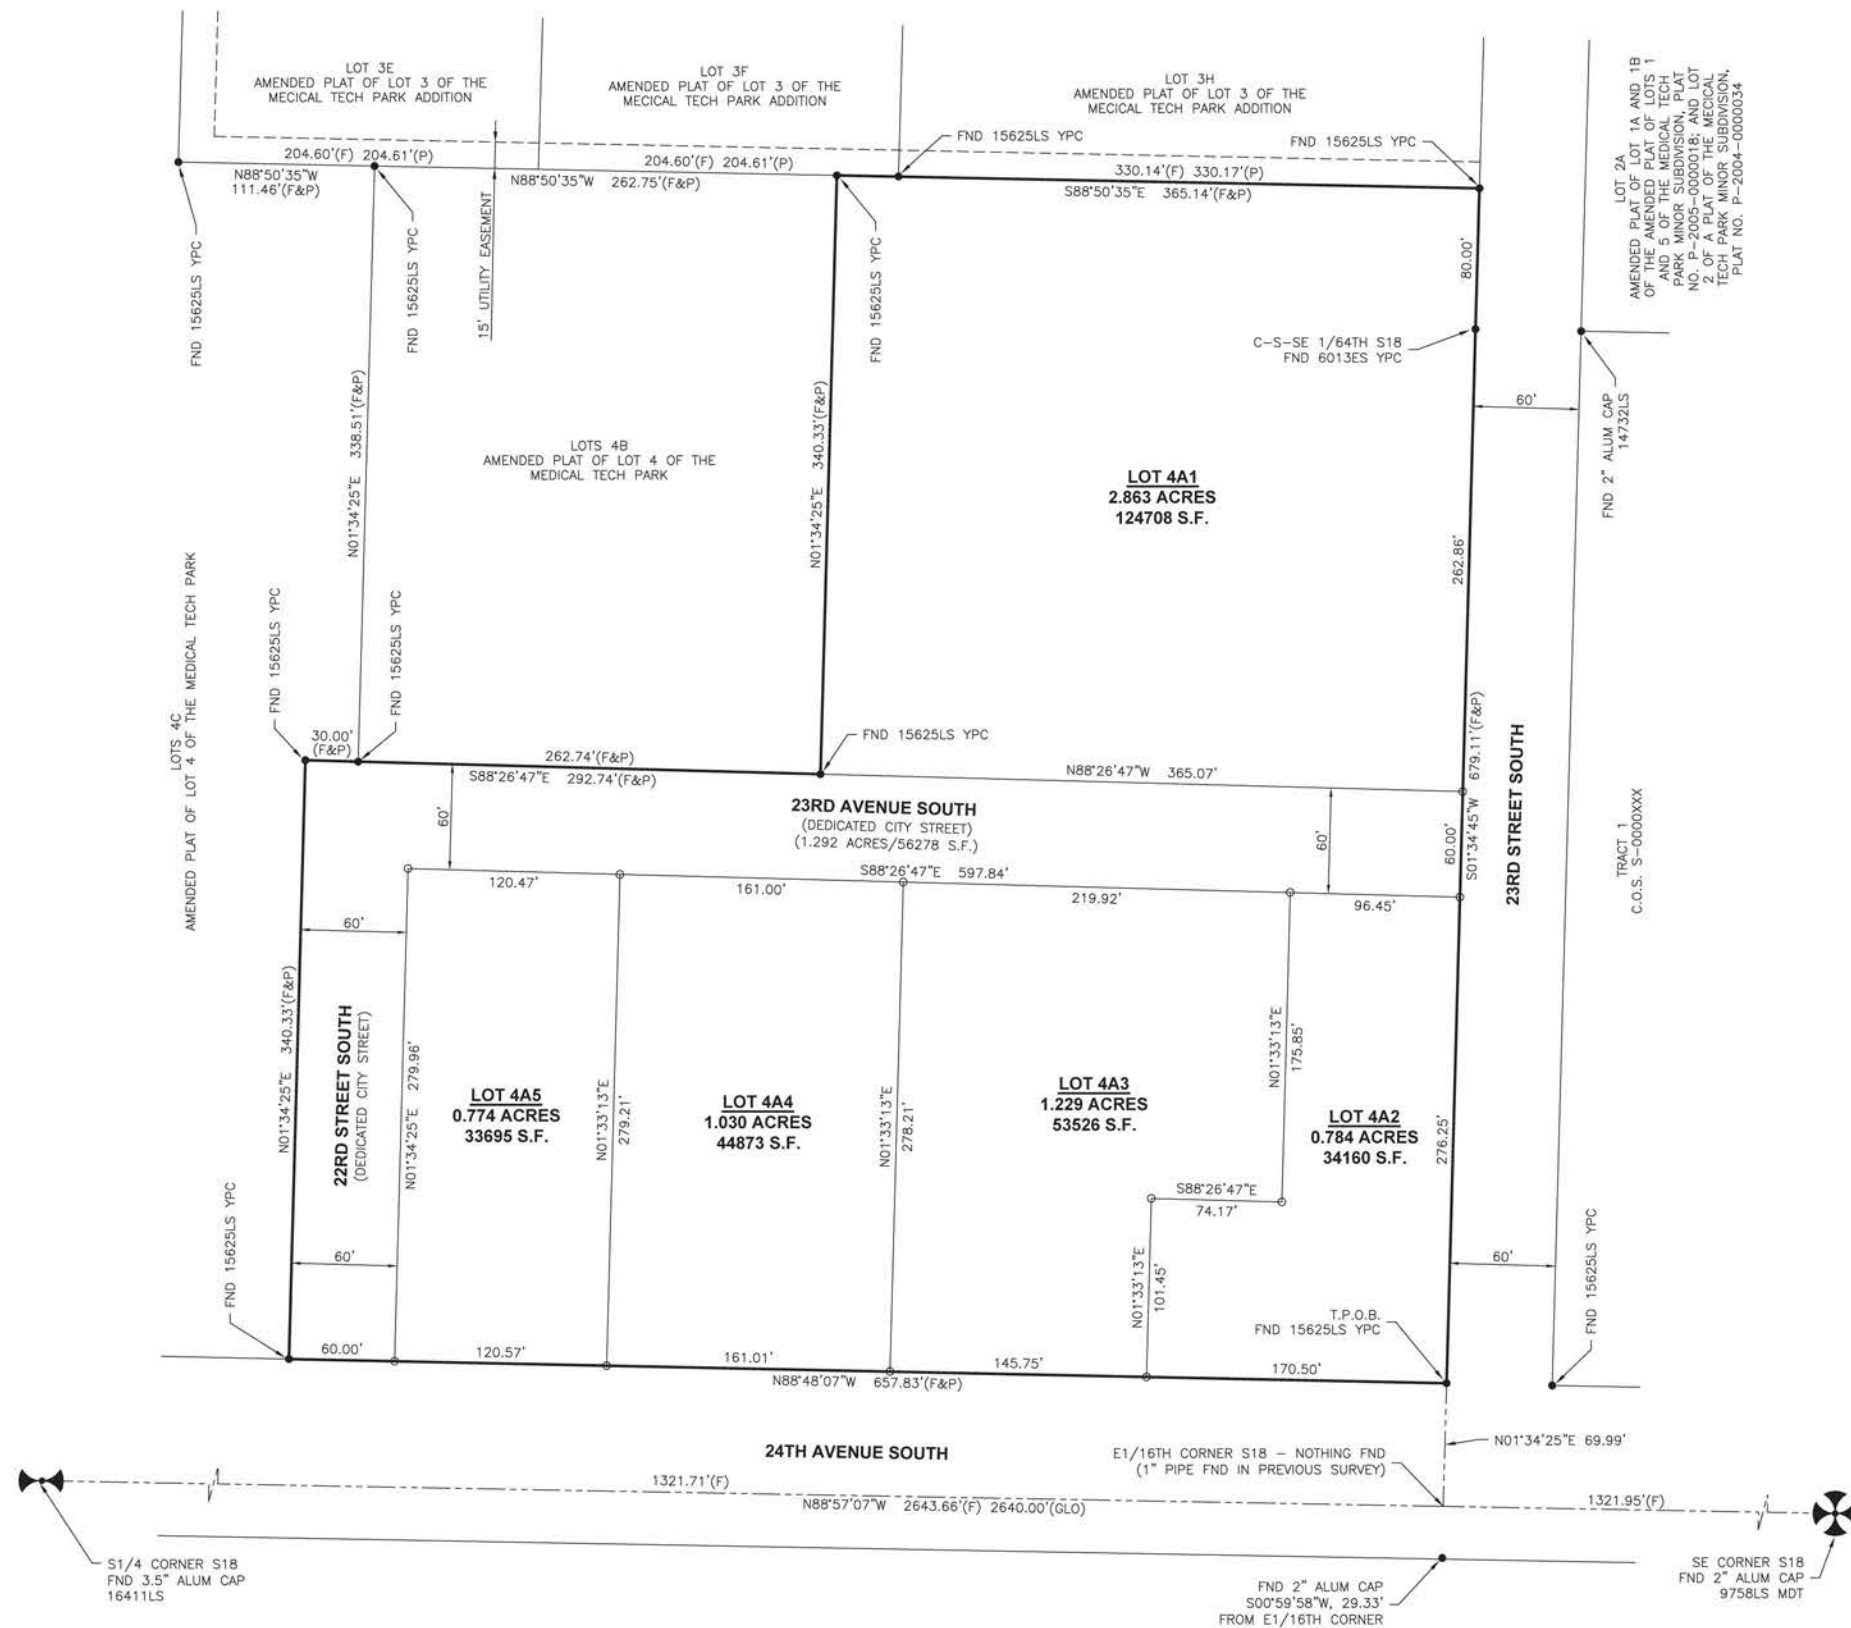 LOT 3E
AMENDED PLAT OF LOT 3 OF THE
MECICAL TECH PARK ADDITION
LOT 3F
AMENDED PLAT OF LOT 3 OF THE
MECICAL TECH PARK ADDITION
LOT 3H
AMENDED PLAT OF LOT 3 OF THE
MECICAL TECH PARK ADDITION
LOT 2A
AMENDED PLAT OF LOT 1A AND 1B
OF THE AMENDED PLAT OF LOTS 1
AND 5 OF THE MEDICAL TECH
PARK MINOR SUBDIVISION, PLAT
NO. P-2005-0000018; AND LOT
2 OF A PLAT OF THE MECICAL
TECH PARK MINOR SUBDIVISION,
PLAT NO. P-2004-0000034
FND 15625LS YPC
FND 15625LS YPC
204.60'(F) 204.61'(P)
N88°50'35"W
111.46'(F&P)
204.60'(F) 204.61'(P)
N88°50'35"W 262.75'(F&P)
330.14'(F) 330.17'(P)
S88°50'35"E 365.14'(F&P)
FND 15625LS YPC
FND 15625LS YPC
15' UTILITY EASEMENT
FND 15625LS YPC
80.00'
C-S-SE 1/64TH S18
FND 6013ES YPC
60'
FND 2" ALUM CAP
14732LS
N01°34'25"E 338.51'(F&P)
LOTS 4B
AMENDED PLAT OF LOT 4 OF THE
MEDICAL TECH PARK
N01°34'25"E 340.33'(F&P)
LOT 4A1
2.863 ACRES
124708 S.F.
262.86'
LOTS 4C
AMENDED PLAT OF LOT 4 OF THE MEDICAL TECH PARK
FND 15625LS YPC
FND 15625LS YPC
30.00'
(F&P)
262.74'(F&P)
S88°26'47"E 292.74'(F&P)
FND 15625LS YPC
N88°26'47"W 365.07'
S01°34'45"W 679.11'(F&P)
23RD STREET SOUTH
60'
23RD AVENUE SOUTH
(DEDICATED CITY STREET)
(1.292 ACRES/56278 S.F.)
60'
60.00'
TRACT 1
C.O.S. S-0000XXX
S88°26'47"E 597.84'
120.47'
161.00'
219.92'
96.45'
60'
N01°34'25"E 340.33'(F&P)
22RD STREET SOUTH
(DEDICATED CITY STREET)
N01°34'25"E 279.96'
LOT 4A5
0.774 ACRES
33695 S.F.
N01°33'13"E
279.21'
LOT 4A4
1.030 ACRES
44873 S.F.
N01°33'13"E
278.21'
LOT 4A3
1.229 ACRES
53526 S.F.
N01°33'13"E
175.85'
LOT 4A2
0.784 ACRES
34160 S.F.
276.25'
S88°26'47"E
74.17'
N01°33'13"E
101.45'
FND 15625LS YPC
60'
60'
FND 15625LS YPC
T.P.O.B.
FND 15625LS YPC
60.00'
120.57'
161.01'
145.75'
170.50'
N88°48'07"W 657.83'(F&P)
N01°34'25"E 69.99'
24TH AVENUE SOUTH
E1/16TH CORNER S18 - NOTHING FND
(1" PIPE FND IN PREVIOUS SURVEY)
1321.71'(F)
N88°57'07"W 2643.66'(F) 2640.00'(GLO)
1321.95'(F)
S1/4 CORNER S18
FND 3.5" ALUM CAP
16411LS
FND 2" ALUM CAP
S00°59'58"W, 29.33'
FROM E1/16TH CORNER
SE CORNER S18
FND 2" ALUM CAP
9758LS MDT